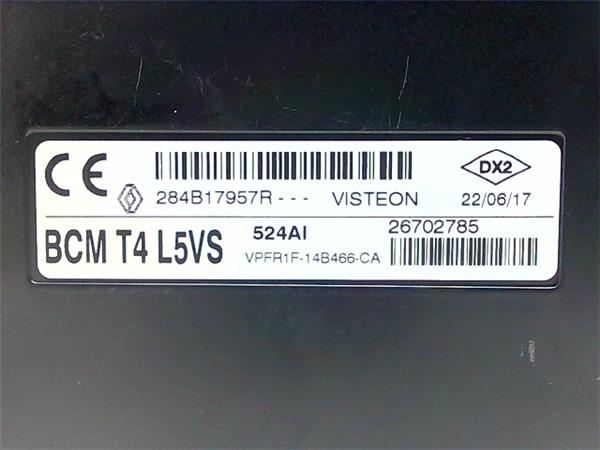 CE
DX2
284B17957R--- VISTEON 22/06/17
BCM T4 L5VS 524AI 26702785
VPFR1F-14B466-CA